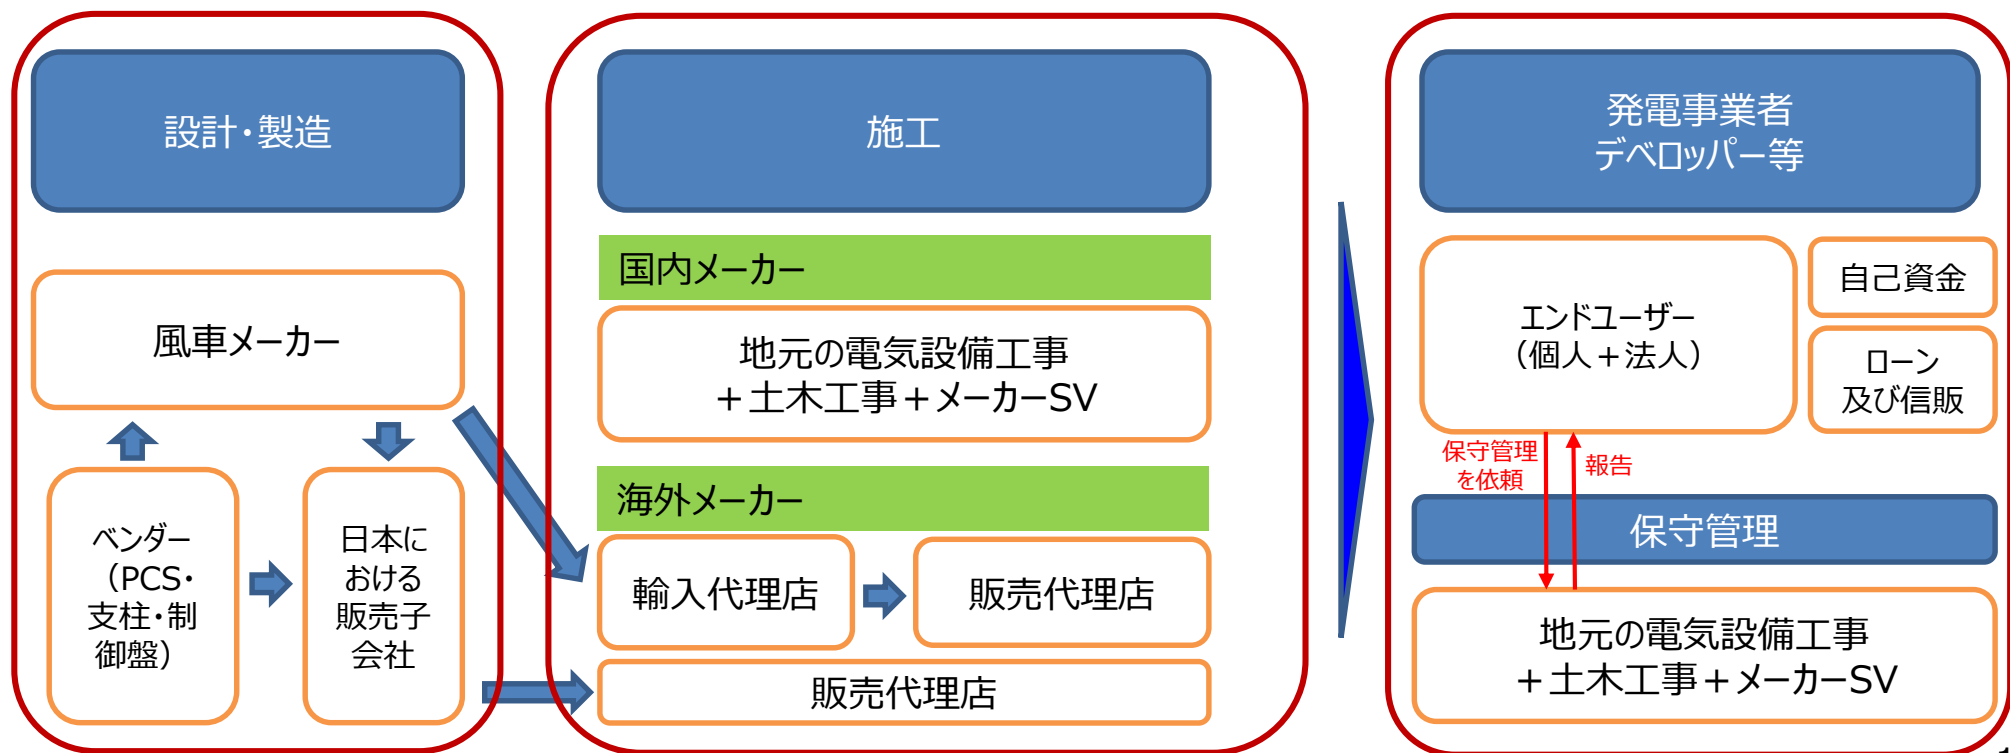 設計・製造
風車メーカー
ベンダー
（PCS・
支柱・制
御盤）
日本に
おける
販売子
会社
施工
国内メーカー
地元の電気設備工事
＋土木工事＋メーカーSV
海外メーカー
輸入代理店
販売代理店
販売代理店
発電事業者
デベロッパー等
エンドユーザー
（個人＋法人）
自己資金
ローン
及び信販
保守管理
を依頼
報告
保守管理
地元の電気設備工事
＋土木工事＋メーカーSV